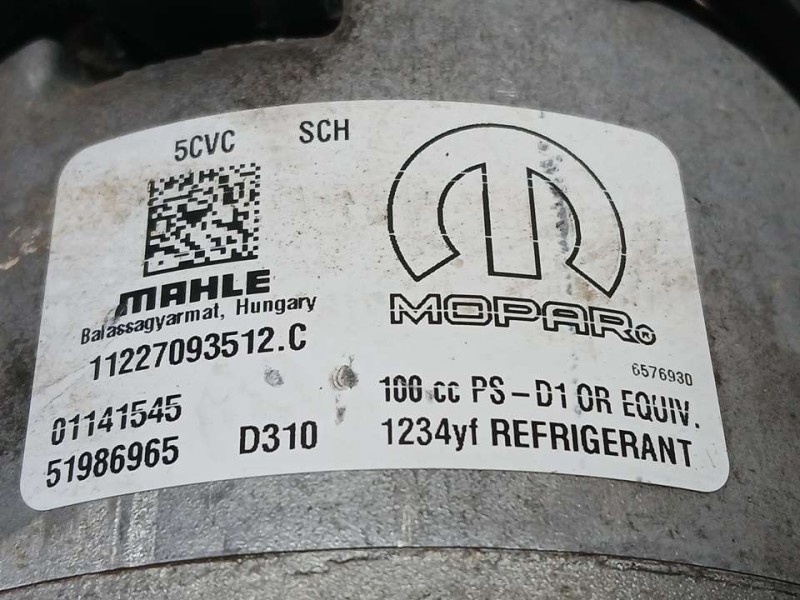 5CVC SCH
MAHLE
Balassagyarmat, Hungary
11227093512.C
01141545
51986965 D310
MOPAR
6576930
100 cc PS-D1 OR EQUIV.
1234yf REFRIGERANT